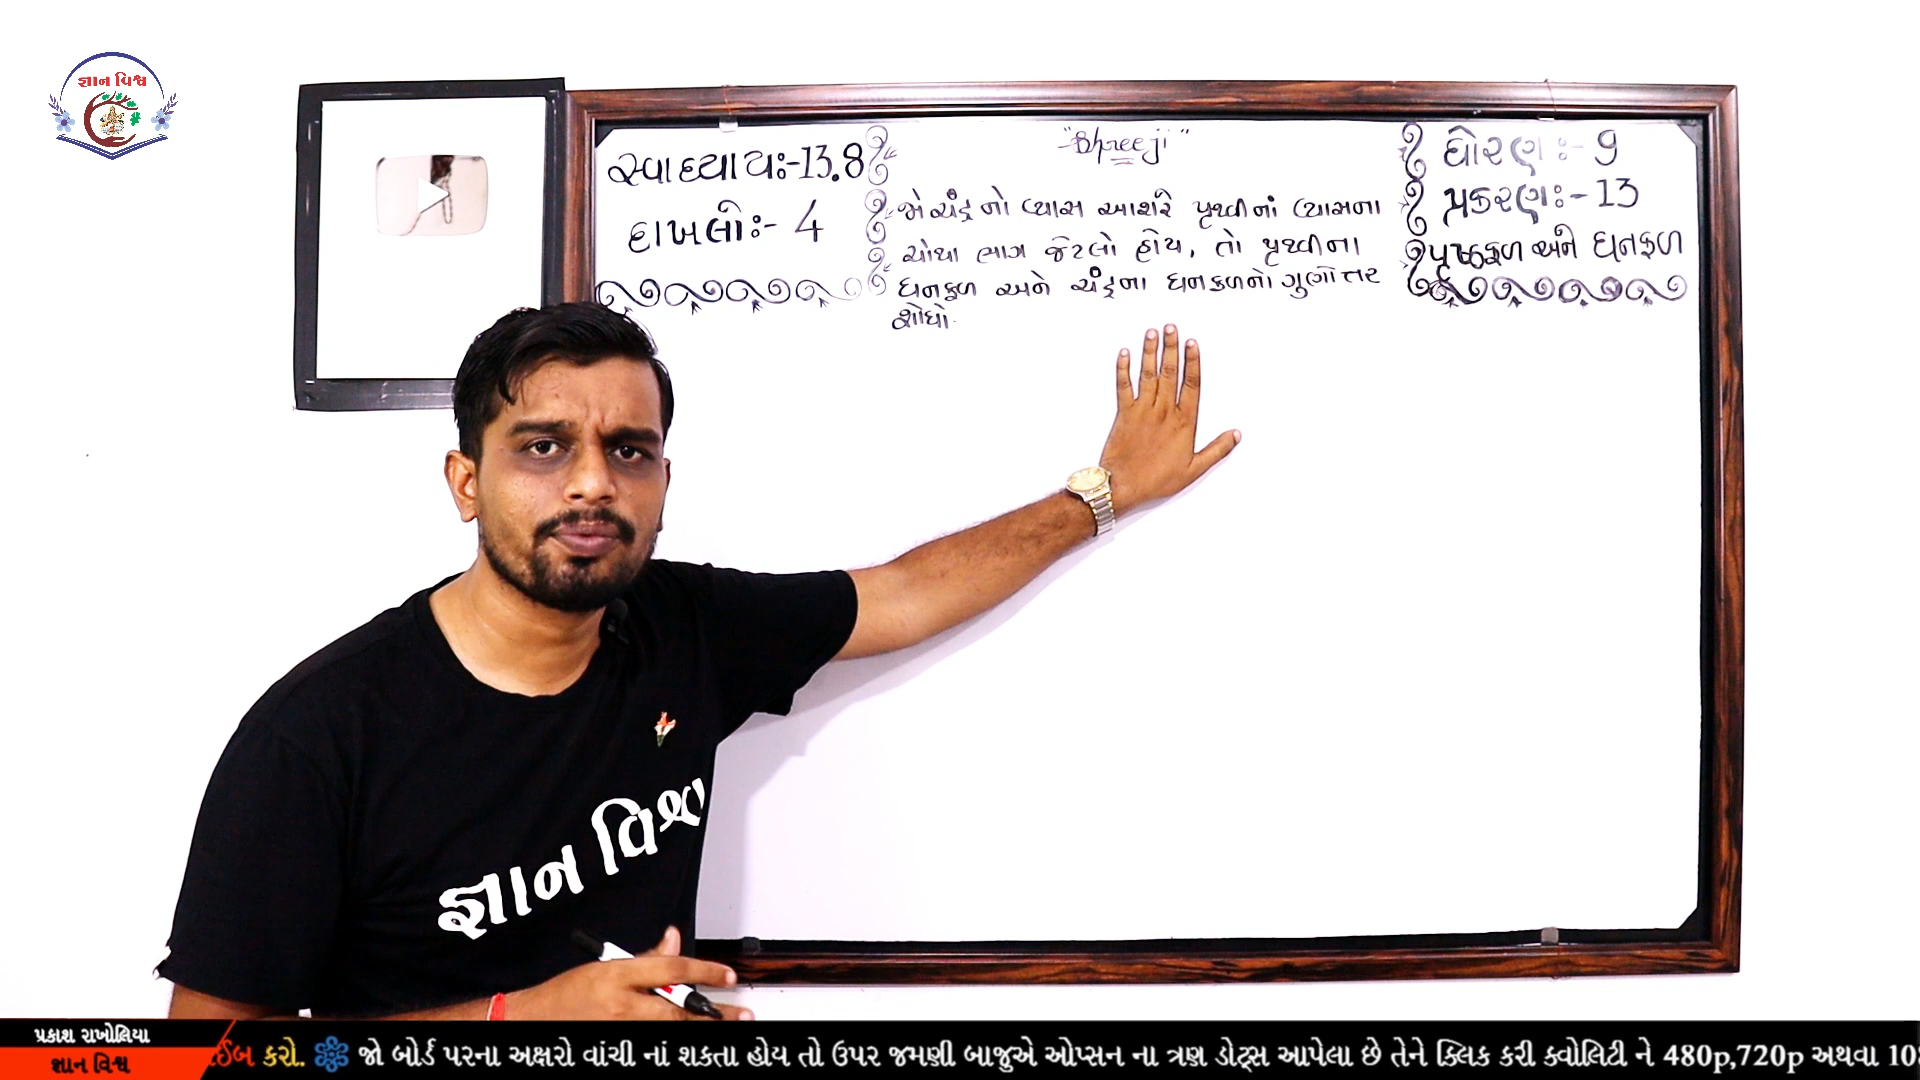 જ્ઞાન વિશ્વ
સ્વાધ્યાયઃ-13.8
દાખલોઃ- 4
"Shreeji"
જો ચંદ્રનો વ્યાસ આશરે પૃથ્વીનાં વ્યાસના
ચોથા ભાગ જેટલો હોય, તો પૃથ્વીના
ઘનફળ અને ચંદ્રના ઘનફળનો ગુણોત્તર
શોધો.
ધોરણઃ- 9
પ્રકરણઃ- 13
પૃષ્ઠફળ અને ઘનફળ
જ્ઞાન વિશ્વ
પ્રકાશ રાખોલિયા
જ્ઞાન વિશ્વ
કરો. જો બોર્ડ પરના અક્ષરો વાંચી નાં શકતા હોય તો ઉપર જમણી બાજુએ ઓપ્સન ના ત્રણ ડોટ્સ આપેલા છે તેને ક્લિક કરી ક્વોલિટી ને 480p,720p અથવા